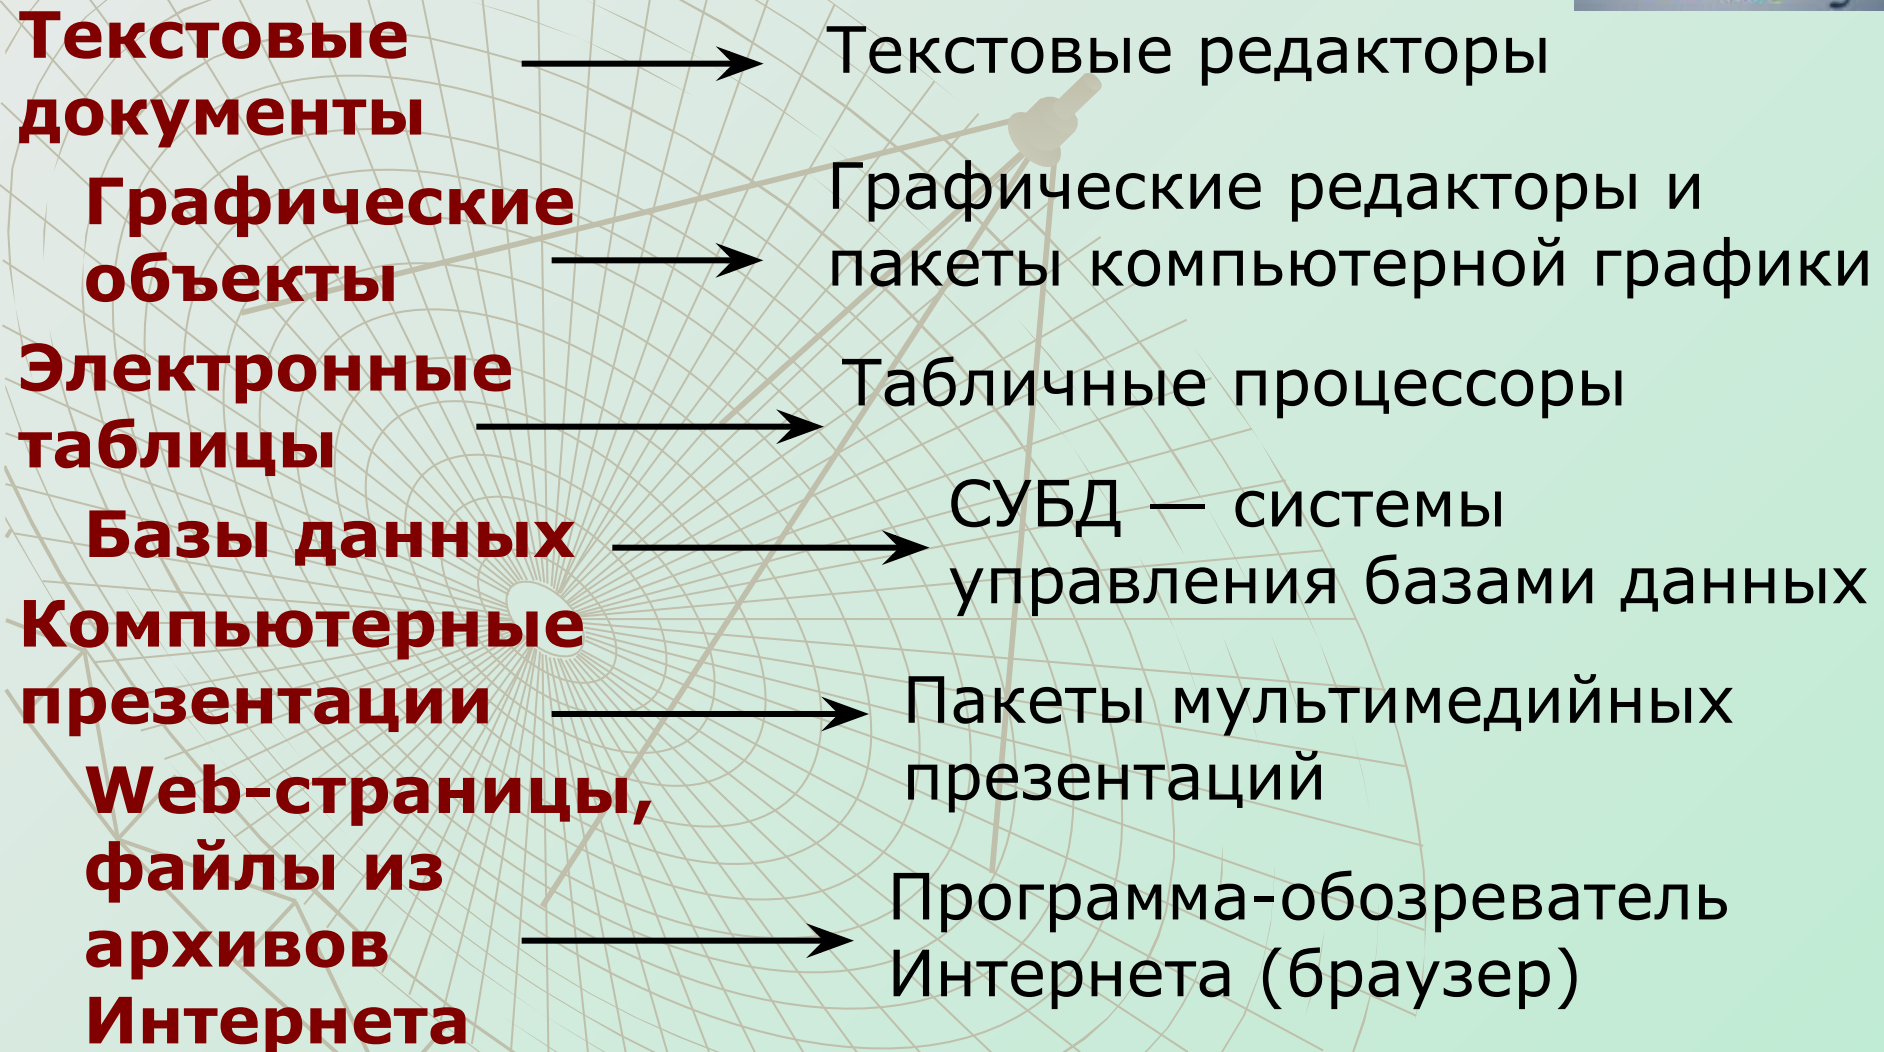 Текстовые
документы
Текстовые редакторы
Графические
объекты
Графические редакторы и
пакеты компьютерной графики
Электронные
таблицы
Табличные процессоры
Базы данных
СУБД — системы
управления базами данных
Компьютерные
презентации
Пакеты мультимедийных
презентаций
Web-страницы,
файлы из
архивов
Интернета
Программа-обозреватель
Интернета (браузер)